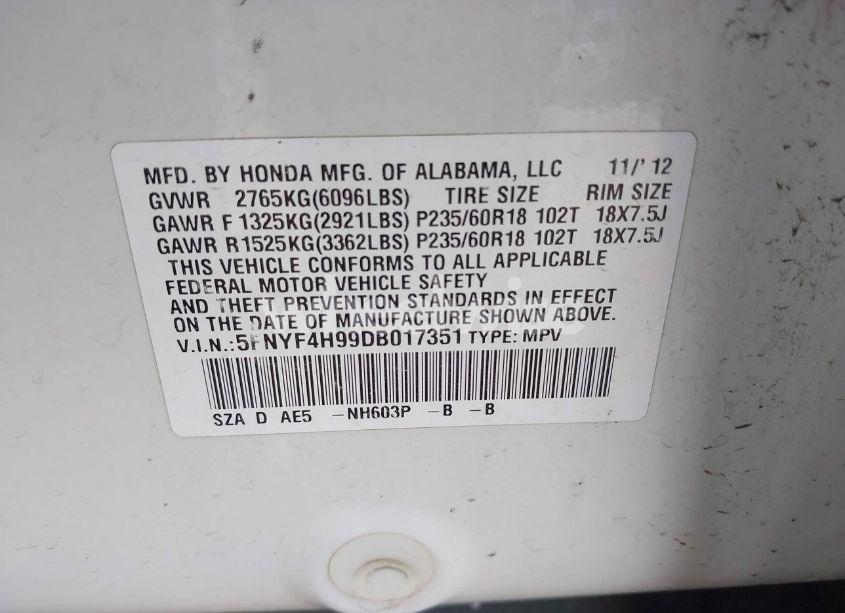 MFD. BY HONDA MFG. OF ALABAMA, LLC 11/'12
GVWR 2765KG(6096LBS) TIRE SIZE RIM SIZE
GAWR F 1325KG(2921LBS) P235/60R18 102T 18X7.5J
GAWR R1525KG(3362LBS) P235/60R18 102T 18X7.5J
THIS VEHICLE CONFORMS TO ALL APPLICABLE
FEDERAL MOTOR VEHICLE SAFETY
AND THEFT PREVENTION STANDARDS IN EFFECT
ON THE DATE OF MANUFACTURE SHOWN ABOVE.
V.I.N.:5FNYF4H99DB017351 TYPE: MPV
SZA D AE5 -NH603P -B -B